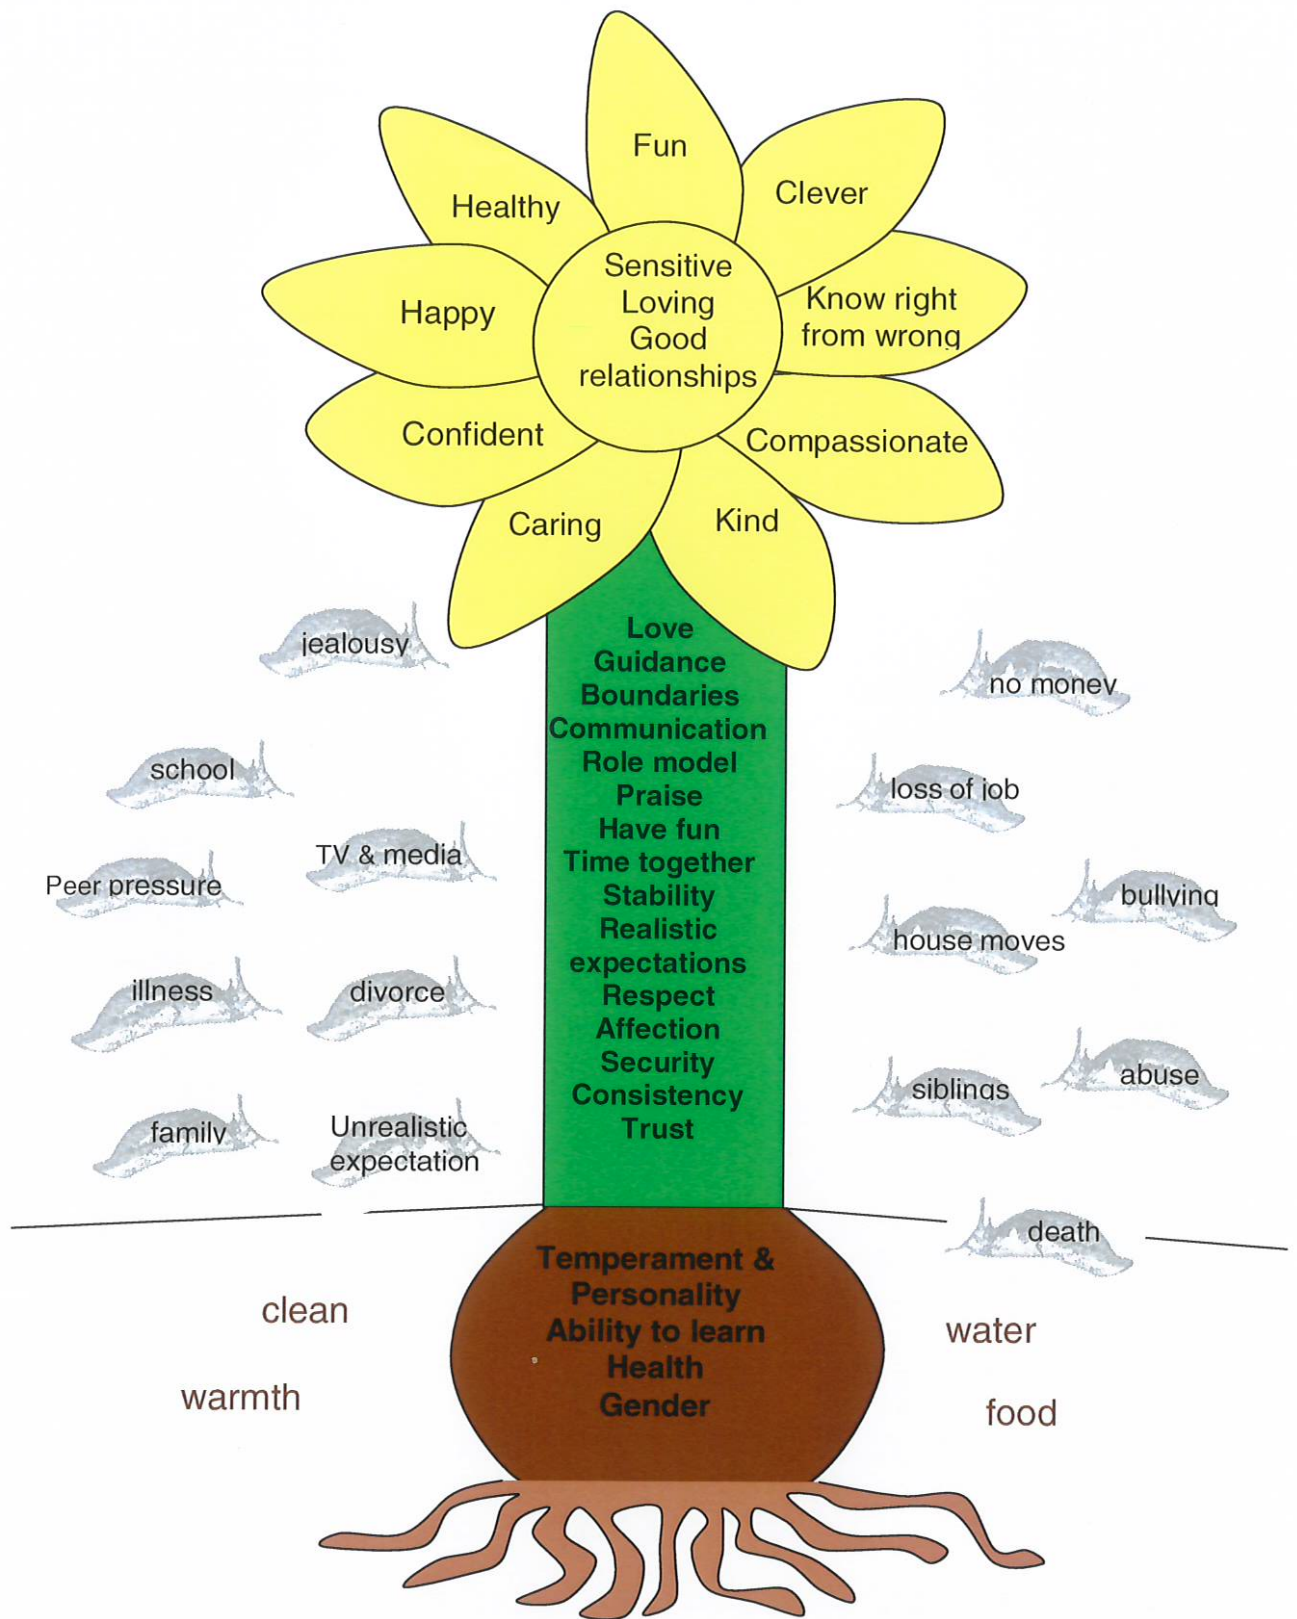 Fun
Clever
Healthy
Sensitive
Loving
Good
relationships
Know right
from wrong
Happy
Confident
Compassionate
Caring
Kind
Love
Guidance
Boundaries
Communication
Role model
Praise
Have fun
Time together
Stability
Realistic
expectations
Respect
Affection
Security
Consistency
Trust
jealousy
school
TV & media
Peer pressure
illness
divorce
family
Unrealistic
expectation
no money
loss of job
bullying
house moves
abuse
siblings
death
Temperament &
Personality
Ability to learn
Health
Gender
clean
warmth
water
food